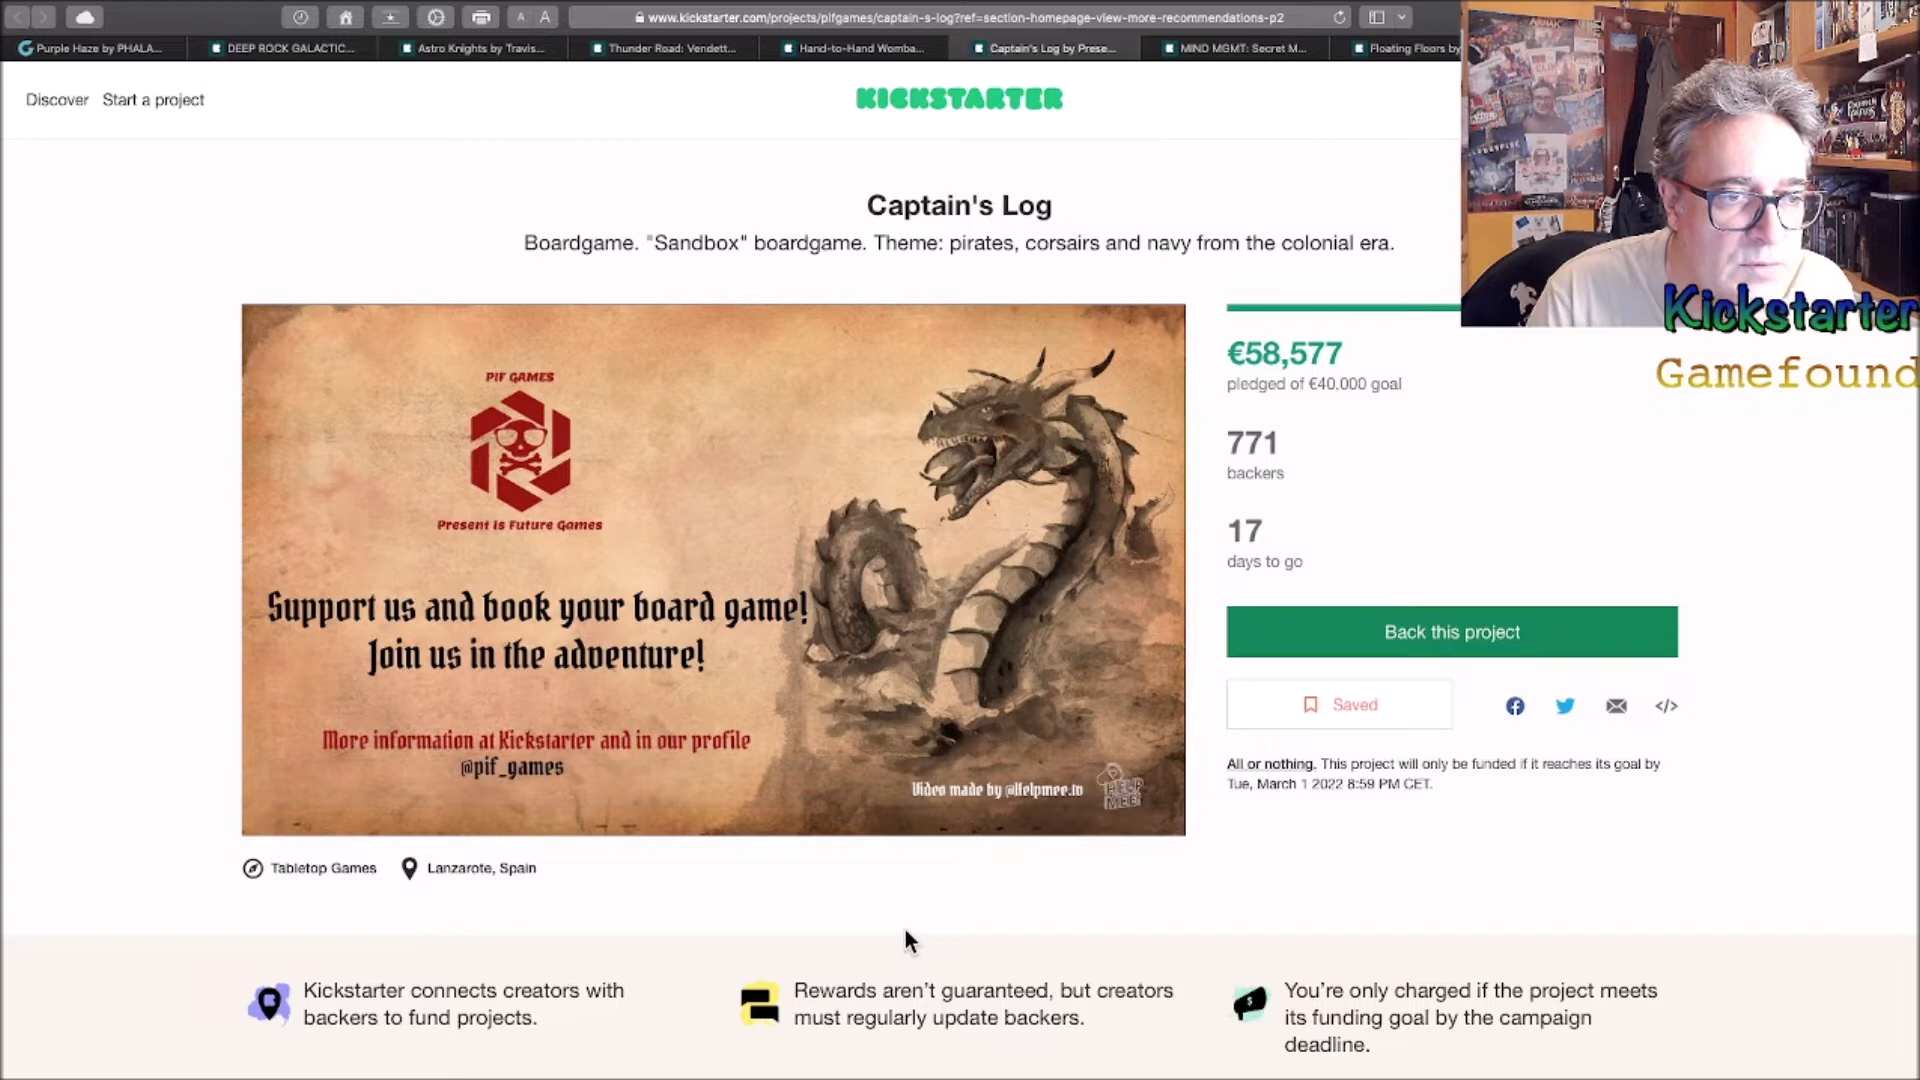 www.kickstarter.com/projects/pifgames/captain-s-log?ref=section-homepage-view-more-recommendations-p2
A A
Purple Haze by PHALA...
DEEP ROCK GALACTIC...
Astro Knights by Travis...
Thunder Road: Vendett...
Hand-to-Hand Womba...
Captain's Log by Prese...
MIND MGMT: Secret M...
Floating Floors by
Discover Start a project
KICKSTARTER
Captain's Log
Boardgame. "Sandbox" boardgame. Theme: pirates, corsairs and navy from the colonial era.
Kickstarter
Gamefound
PIF GAMES
Present Is Future Games
Support us and book your board game!
Join us in the adventure!
More information at Kickstarter and in our profile
@pif_games
Video made by @Helpmee.tv
HELP
MEE!
€58,577
pledged of €40,000 goal
771
backers
17
days to go
Back this project
Saved
</>
All or nothing. This project will only be funded if it reaches its goal by
Tue, March 1 2022 8:59 PM CET.
Tabletop Games
Lanzarote, Spain
Kickstarter connects creators with
backers to fund projects.
Rewards aren't guaranteed, but creators
must regularly update backers.
You're only charged if the project meets
its funding goal by the campaign
deadline.